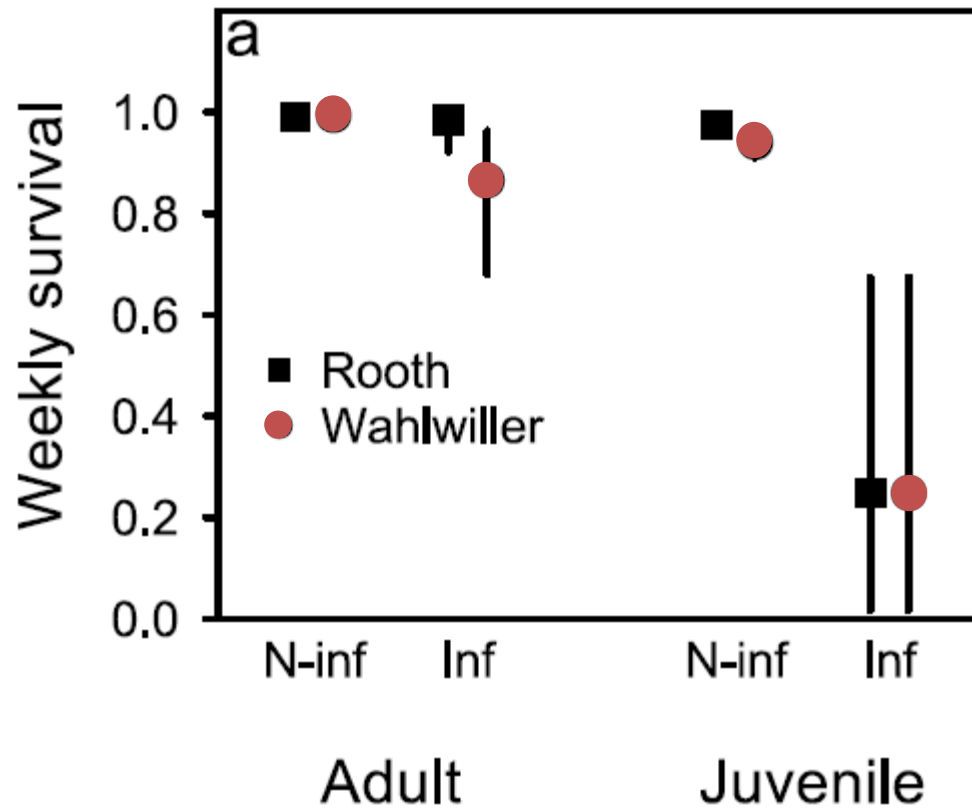 a
Weekly survival
1.0
0.8
0.6
0.4
0.2
0.0
Rooth
Wahlwiller
N-inf Inf N-inf Inf
Adult Juvenile